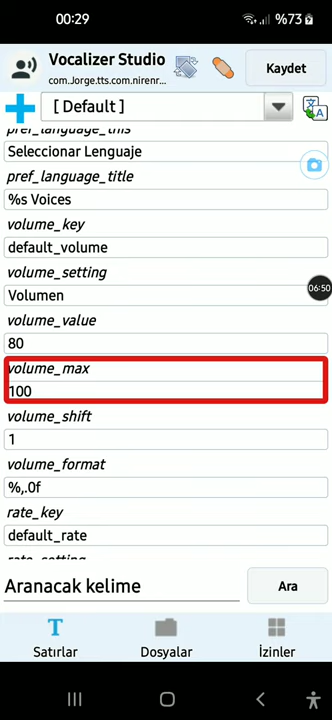 00:29
%73
Vocalizer Studio
com.Jorge.tts.com.nirenr...
Kaydet
[ Default ]
pref_language_this
Seleccionar Lenguaje
pref_language_title
%s Voices
volume_key
default_volume
volume_setting
06:50
Volumen
volume_value
80
volume_max
100
volume_shift
1
volume_format
%,.0f
rate_key
default_rate
rate_setting
Aranacak kelime
Ara
T
Satırlar
Dosyalar
İzinler